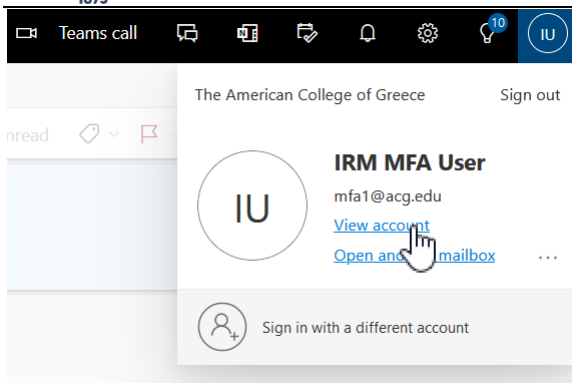 1875
Teams call
10
IU
The American College of Greece
Sign out
nread
IU
IRM MFA User
mfa1@acg.edu
View account
Open mailbox
Sign in with a different account